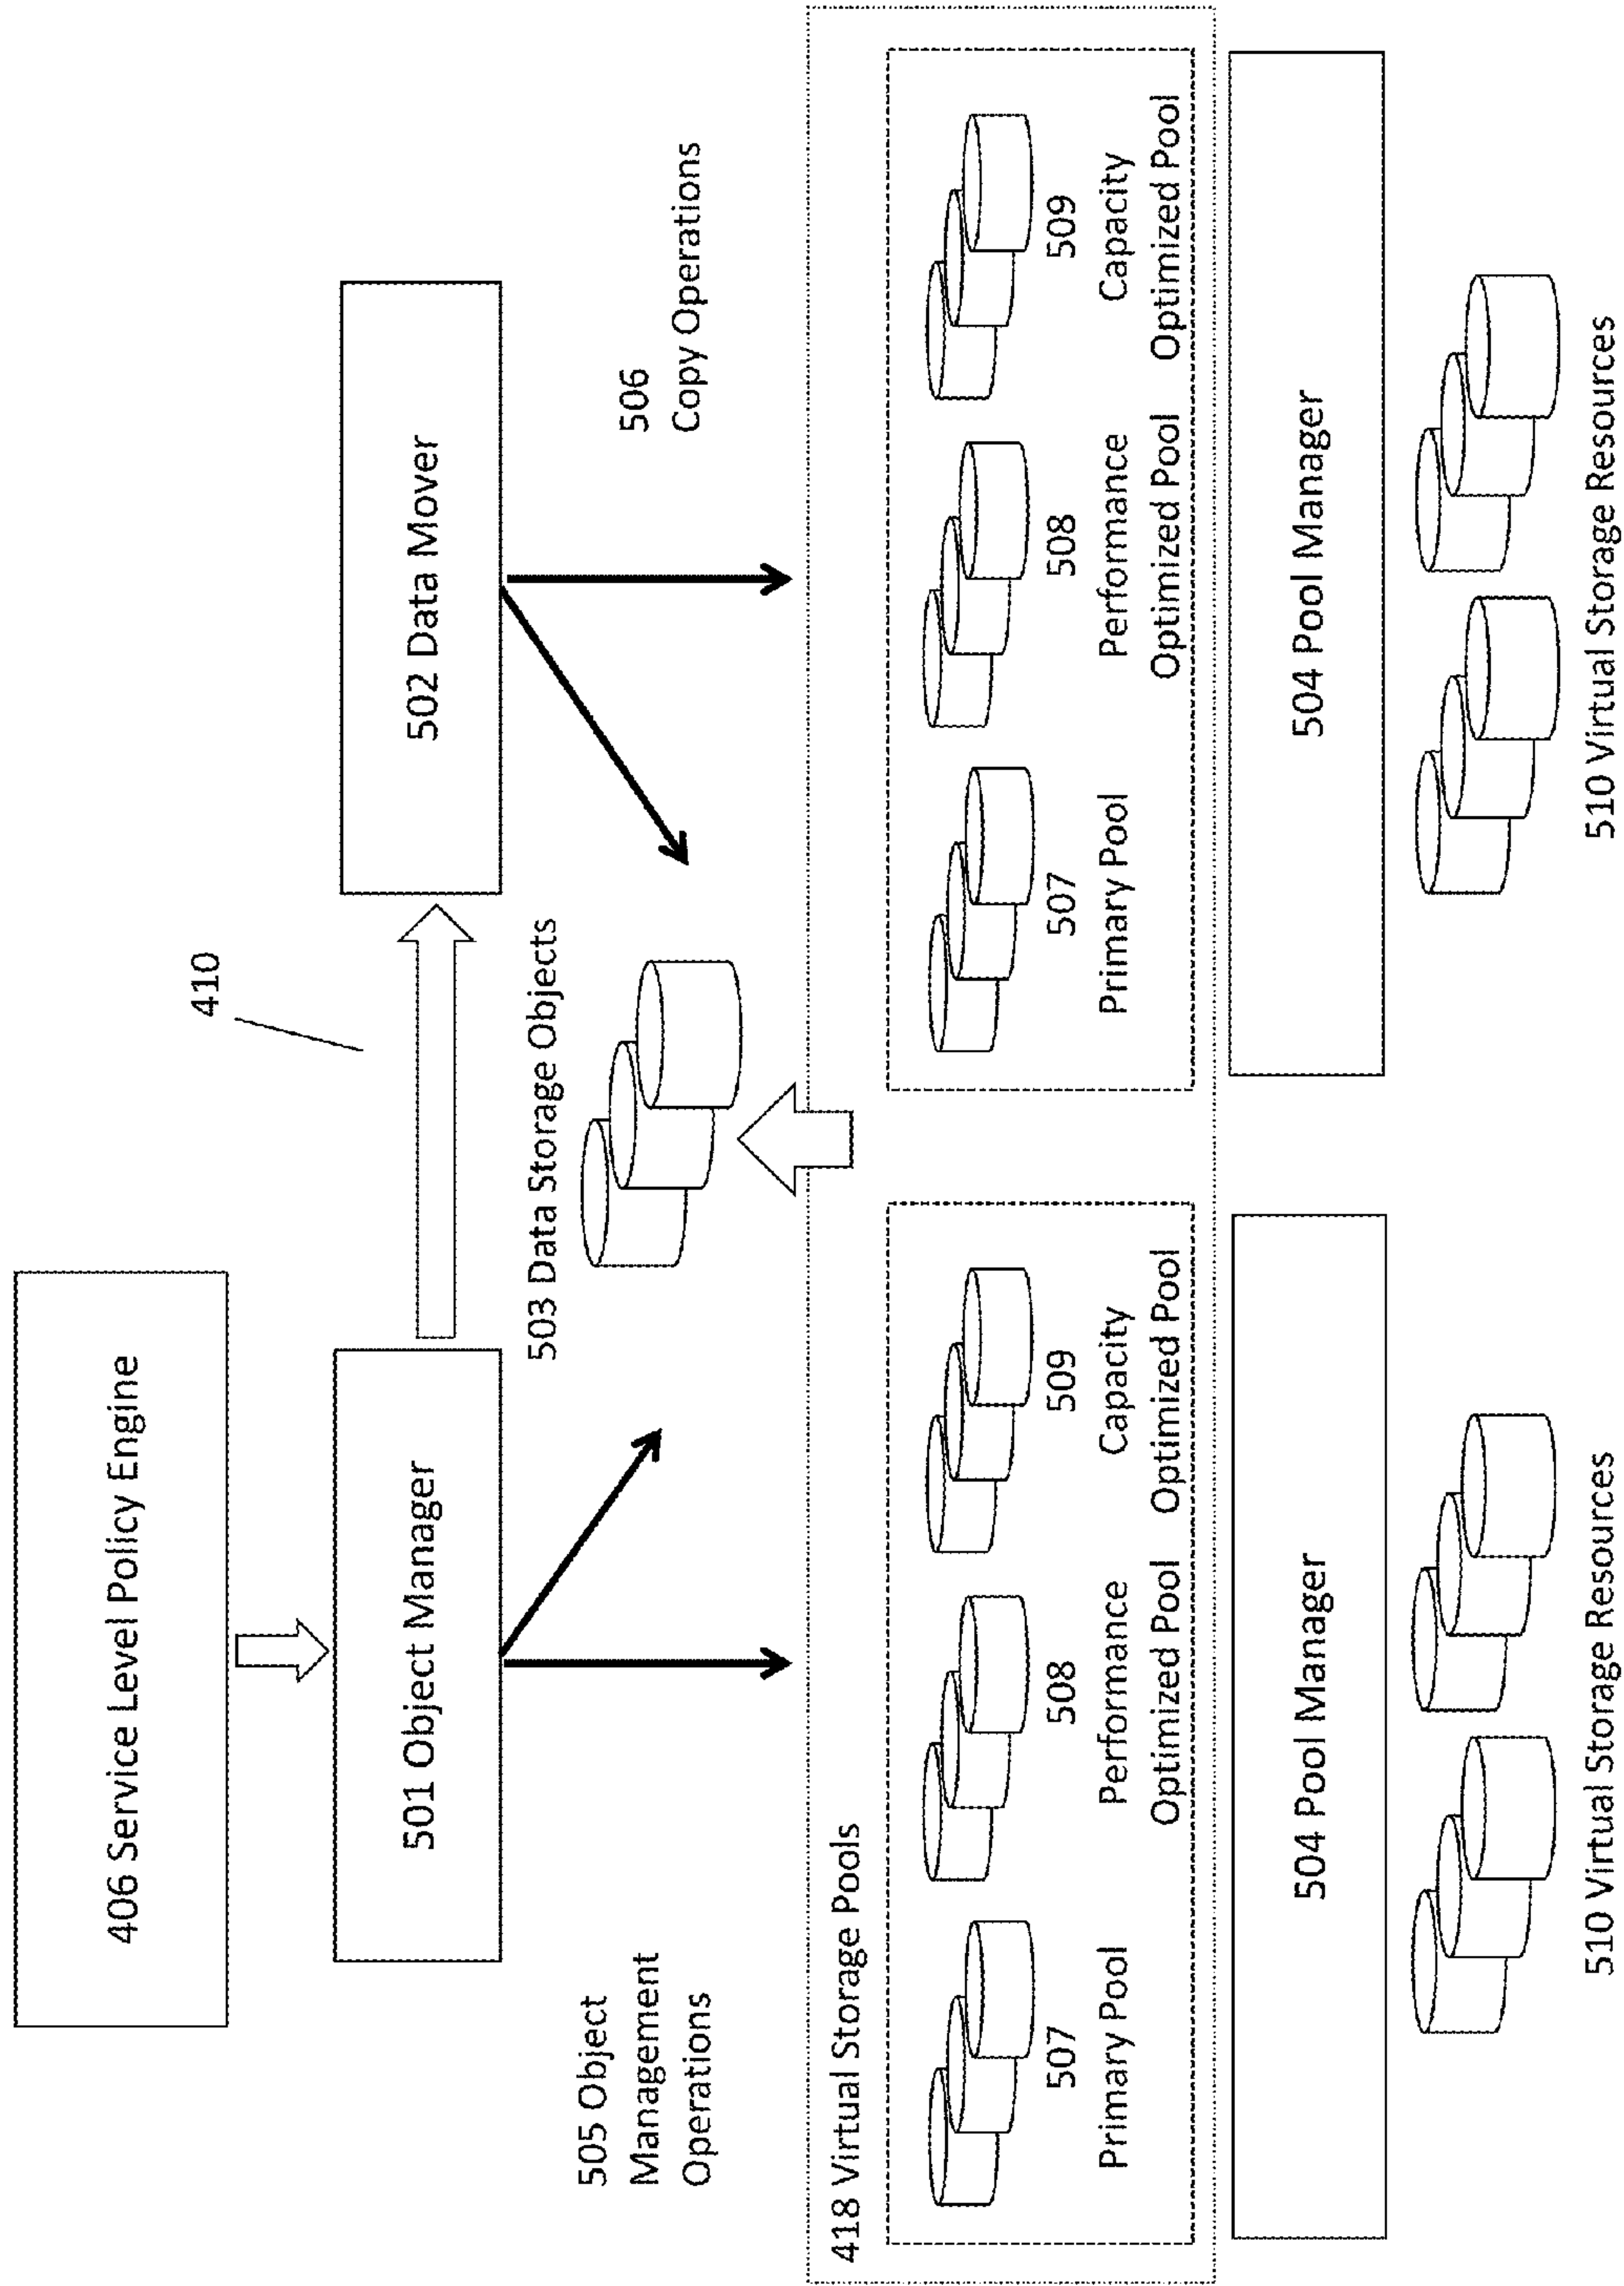 406 Service Level Policy Engine
410
501 Object Manager
502 Data Mover
503 Data Storage Objects
505 Object
Management
Operations
506
Copy Operations
418 Virtual Storage Pools
507
Primary Pool
508
Performance
Optimized Pool
509
Capacity
Optimized Pool
507
Primary Pool
508
Performance
Optimized Pool
509
Capacity
Optimized Pool
504 Pool Manager
504 Pool Manager
510 Virtual Storage Resources
510 Virtual Storage Resources